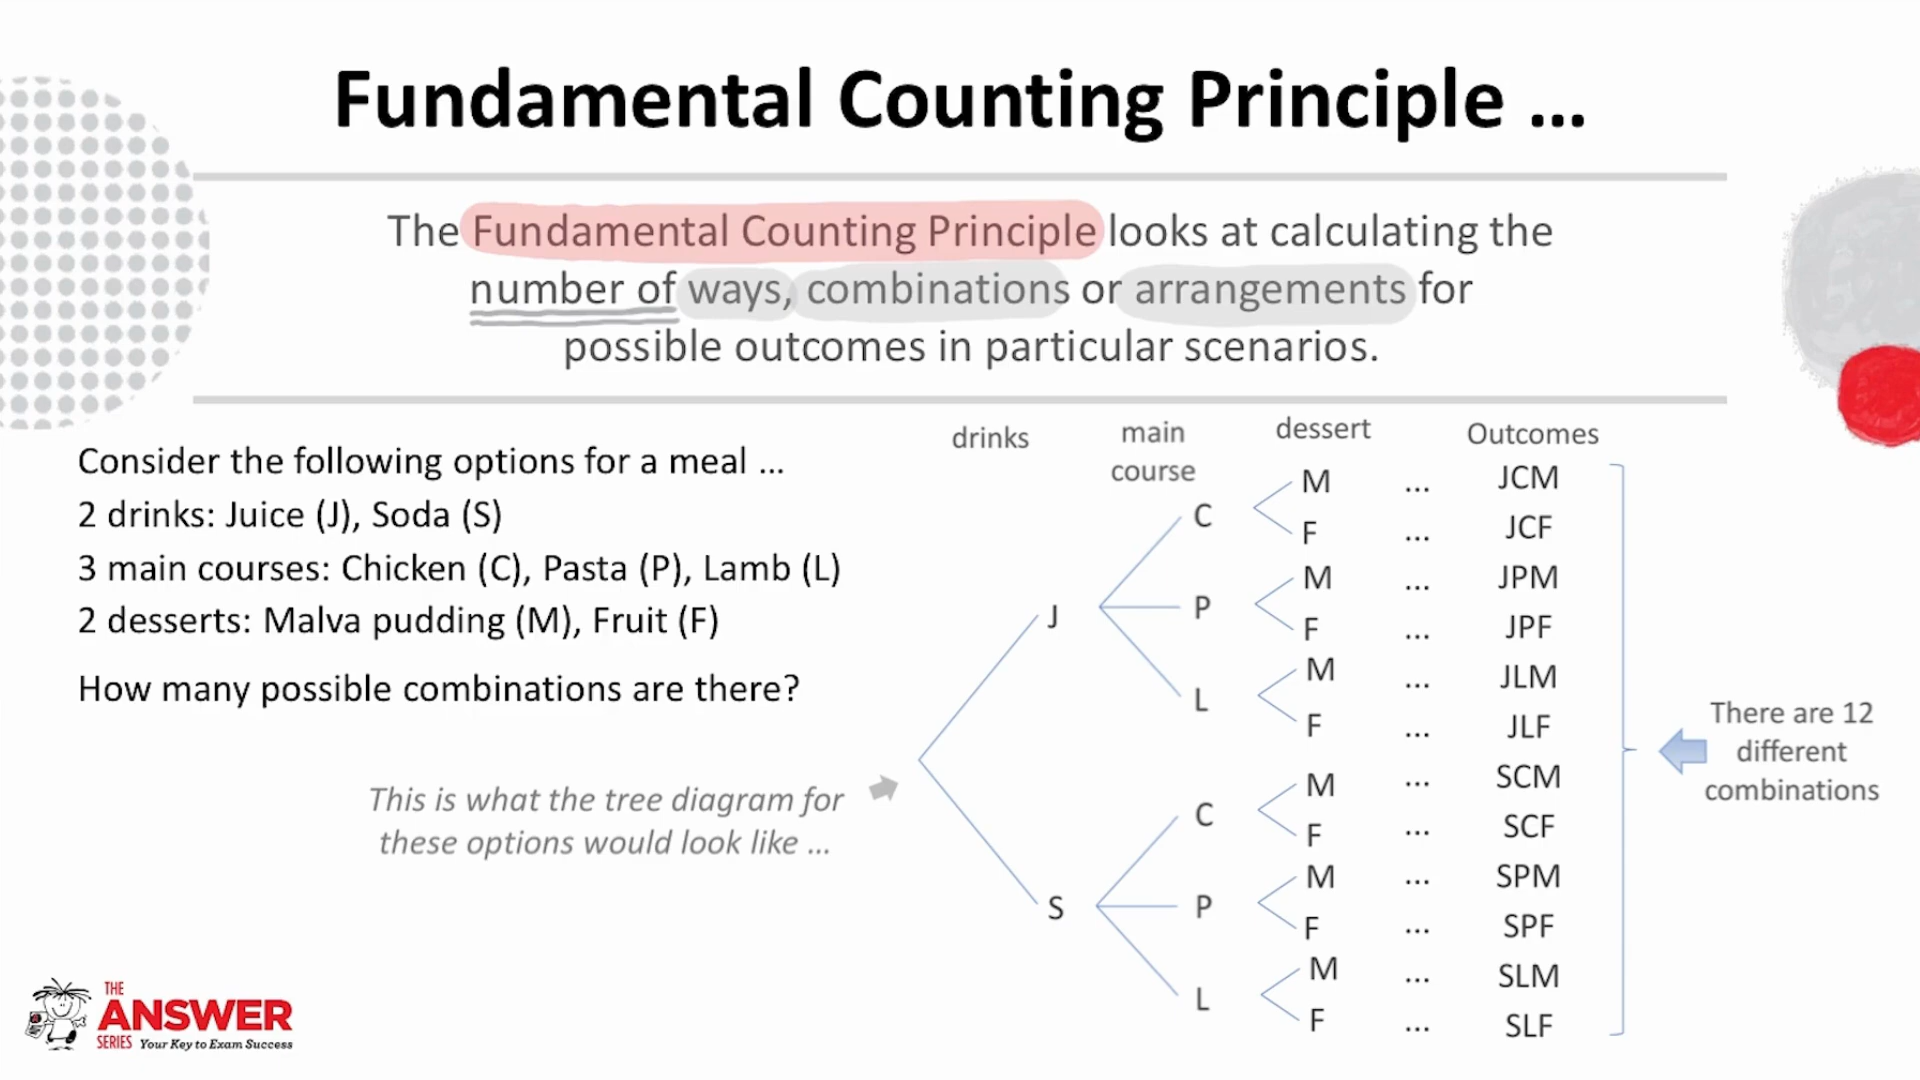 Fundamental Counting Principle ...
The Fundamental Counting Principle looks at calculating the
number of ways, combinations or arrangements for
possible outcomes in particular scenarios.
Consider the following options for a meal ...
2 drinks: Juice (J), Soda (S)
3 main courses: Chicken (C), Pasta (P), Lamb (L)
2 desserts: Malva pudding (M), Fruit (F)
How many possible combinations are there?
This is what the tree diagram for
these options would look like ...
drinks
main
course
dessert
Outcomes
J
S
C
P
L
C
P
L
M ... JCM
F ... JCF
M ... JPM
F ... JPF
M ... JLM
F ... JLF
M ... SCM
F ... SCF
M ... SPM
F ... SPF
M ... SLM
F ... SLF
There are 12
different
combinations
THE
ANSWER
SERIES Your Key to Exam Success